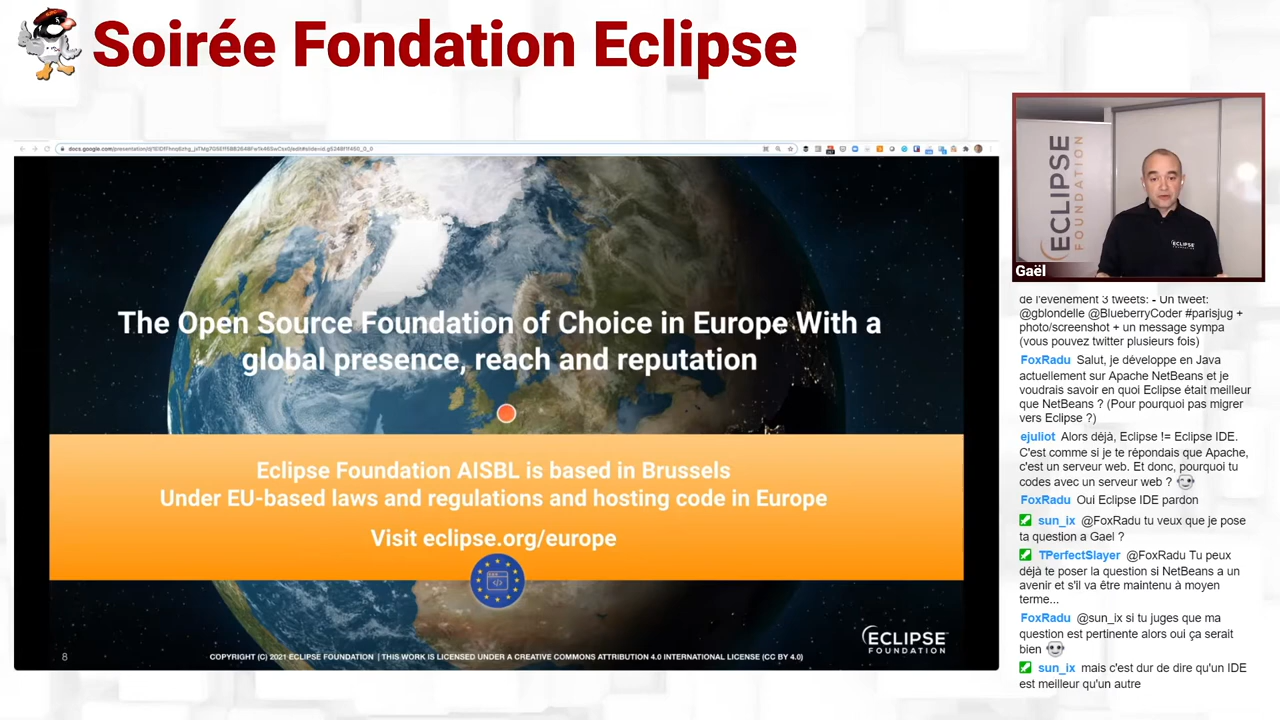 Soirée Fondation Eclipse
The Open Source Foundation of Choice in Europe With a
global presence, reach and reputation
Eclipse Foundation AISBL is based in Brussels
Under EU-based laws and regulations and hosting code in Europe
Visit eclipse.org/europe
8
COPYRIGHT (C) 2021 ECLIPSE FOUNDATION | THIS WORK IS LICENSED UNDER A CREATIVE COMMONS ATTRIBUTION 4.0 INTERNATIONAL LICENSE (CC BY 4.0)
ECLIPSE
FOUNDATION
ECLIPSE
FOUNDATION
ECLIPSE
Gaël
de l'évènement 3 tweets: - Un tweet:
@gblondelle @BlueberryCoder #parisjug +
photo/screenshot + un message sympa
(vous pouvez twitter plusieurs fois)
FoxRadu Salut, je développe en Java
actuellement sur Apache NetBeans et je
voudrais savoir en quoi Eclipse était meilleur
que NetBeans ? (Pour pourquoi pas migrer
vers Eclipse ?)
ejuliot Alors déjà, Eclipse != Eclipse IDE.
C'est comme si je te répondais que Apache,
c'est un serveur web. Et donc, pourquoi tu
codes avec un serveur web ?
FoxRadu Oui Eclipse IDE pardon
sun_ix @FoxRadu tu veux que je pose
ta question a Gael ?
TPerfectSlayer @FoxRadu Tu peux
déjà te poser la question si NetBeans a un
avenir et s'il va être maintenu à moyen
terme...
FoxRadu @sun_ix si tu juges que ma
question est pertinente alors oui ça serait
bien
sun_ix mais c'est dur de dire qu'un IDE
est meilleur qu'un autre